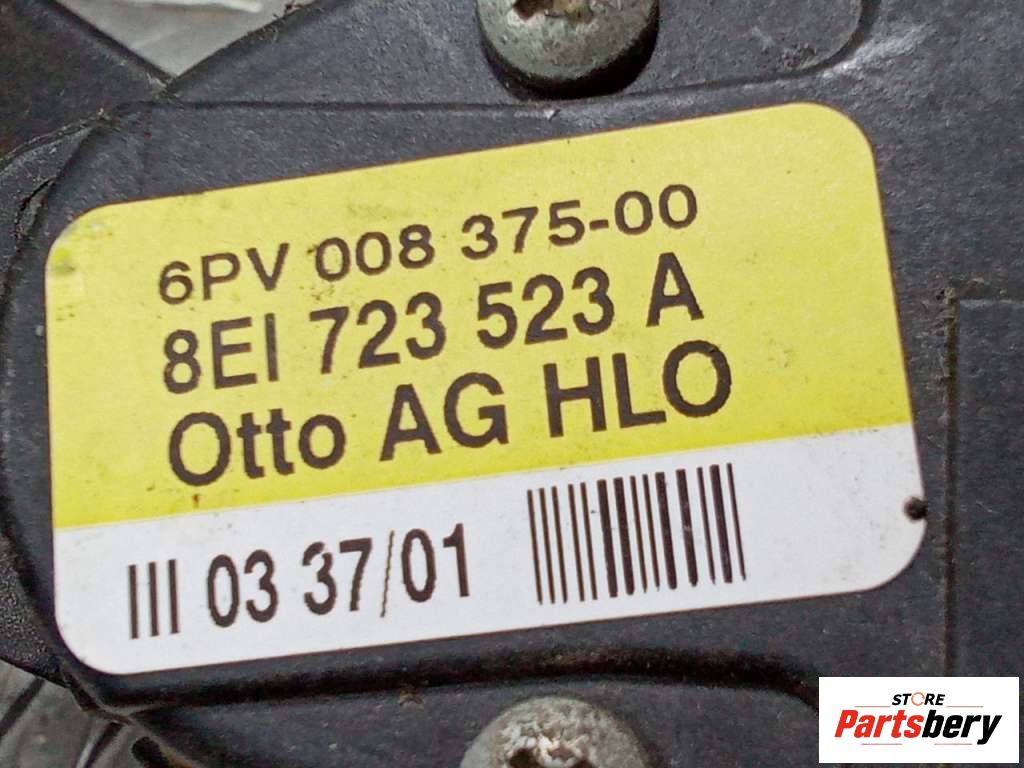 6PV 008 375-00
8EI 723 523 A
Otto AG HLO
III 03 37/01
STORE
Partsbery